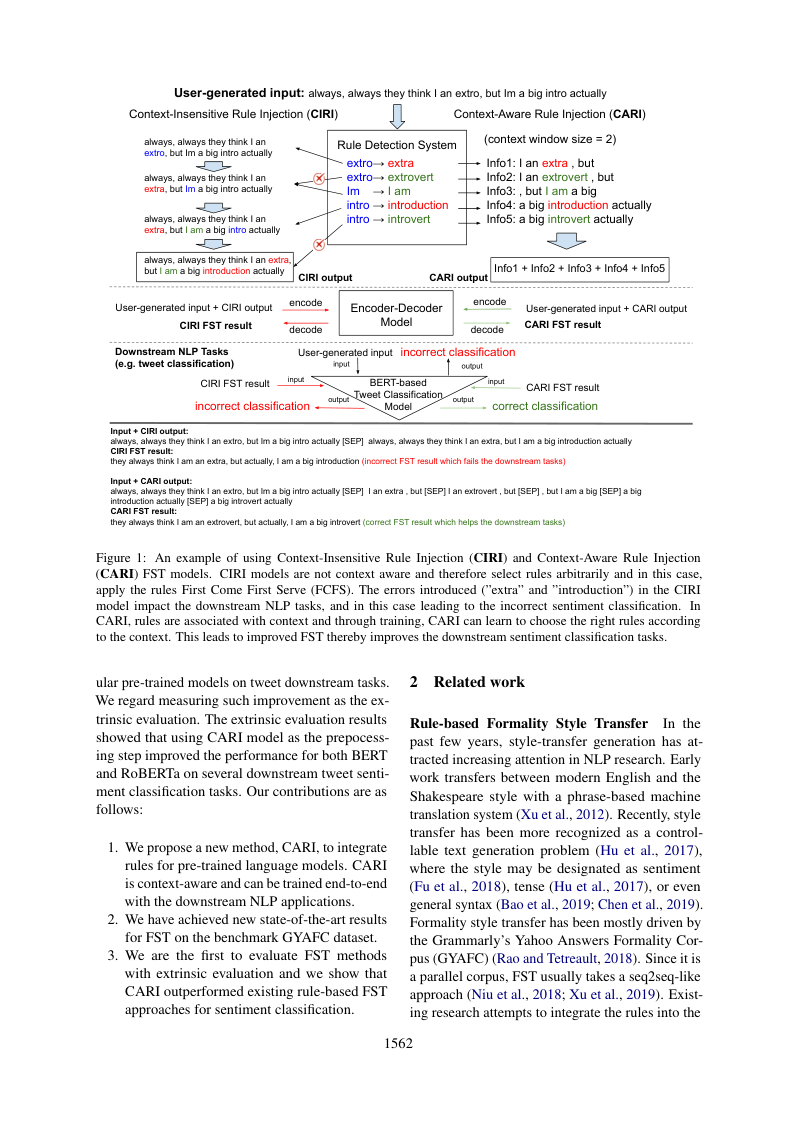 User-generated input: always, always they think I an extro, but Im a big intro actually
Context-Insensitive Rule Injection (CIRI)
Context-Aware Rule Injection (CARI)
always, always they think I an
extro, but Im a big intro actually
always, always they think I an
extra, but Im a big intro actually
always, always they think I an
extra, but I am a big intro actually
always, always they think I an extra,
but I am a big introduction actually
CIRI output
Rule Detection System
extro→ extra
extro→ extrovert
Im → I am
intro → introduction
intro → introvert
(context window size = 2)
Info1: I an extra , but
Info2: I an extrovert , but
Info3: , but I am a big
Info4: a big introduction actually
Info5: a big introvert actually
CARI output
Info1 + Info2 + Info3 + Info4 + Info5
User-generated input + CIRI output
encode
CIRI FST result
decode
Encoder-Decoder
Model
encode
User-generated input + CARI output
decode
CARI FST result
Downstream NLP Tasks
(e.g. tweet classification)
User-generated input
incorrect classification
input
output
CIRI FST result
input
BERT-based
Tweet Classification
Model
input
CARI FST result
incorrect classification
output
output
correct classification
Input + CIRI output:
always, always they think I an extro, but Im a big intro actually [SEP] always, always they think I an extra, but I am a big introduction actually
CIRI FST result:
they always think I am an extra, but actually, I am a big introduction (incorrect FST result which fails the downstream tasks)
Input + CARI output:
always, always they think I an extro, but Im a big intro actually [SEP] I an extra , but [SEP] I an extrovert , but [SEP] , but I am a big [SEP] a big
introduction actually [SEP] a big introvert actually
CARI FST result:
they always think I am an extrovert, but actually, I am a big introvert (correct FST result which helps the downstream tasks)
Figure 1: An example of using Context-Insensitive Rule Injection (CIRI) and Context-Aware Rule Injection
(CARI) FST models. CIRI models are not context aware and therefore select rules arbitrarily and in this case,
apply the rules First Come First Serve (FCFS). The errors introduced (”extra” and ”introduction”) in the CIRI
model impact the downstream NLP tasks, and in this case leading to the incorrect sentiment classification. In
CARI, rules are associated with context and through training, CARI can learn to choose the right rules according
to the context. This leads to improved FST thereby improves the downstream sentiment classification tasks.
ular pre-trained models on tweet downstream tasks.
We regard measuring such improvement as the ex-
trinsic evaluation. The extrinsic evaluation results
showed that using CARI model as the prepocess-
ing step improved the performance for both BERT
and RoBERTa on several downstream tweet senti-
ment classification tasks. Our contributions are as
follows:
1. We propose a new method, CARI, to integrate
rules for pre-trained language models. CARI
is context-aware and can be trained end-to-end
with the downstream NLP applications.
2. We have achieved new state-of-the-art results
for FST on the benchmark GYAFC dataset.
3. We are the first to evaluate FST methods
with extrinsic evaluation and we show that
CARI outperformed existing rule-based FST
approaches for sentiment classification.
2 Related work
Rule-based Formality Style Transfer In the
past few years, style-transfer generation has at-
tracted increasing attention in NLP research. Early
work transfers between modern English and the
Shakespeare style with a phrase-based machine
translation system (Xu et al., 2012). Recently, style
transfer has been more recognized as a control-
lable text generation problem (Hu et al., 2017),
where the style may be designated as sentiment
(Fu et al., 2018), tense (Hu et al., 2017), or even
general syntax (Bao et al., 2019; Chen et al., 2019).
Formality style transfer has been mostly driven by
the Grammarly’s Yahoo Answers Formality Cor-
pus (GYAFC) (Rao and Tetreault, 2018). Since it is
a parallel corpus, FST usually takes a seq2seq-like
approach (Niu et al., 2018; Xu et al., 2019). Exist-
ing research attempts to integrate the rules into the
1562